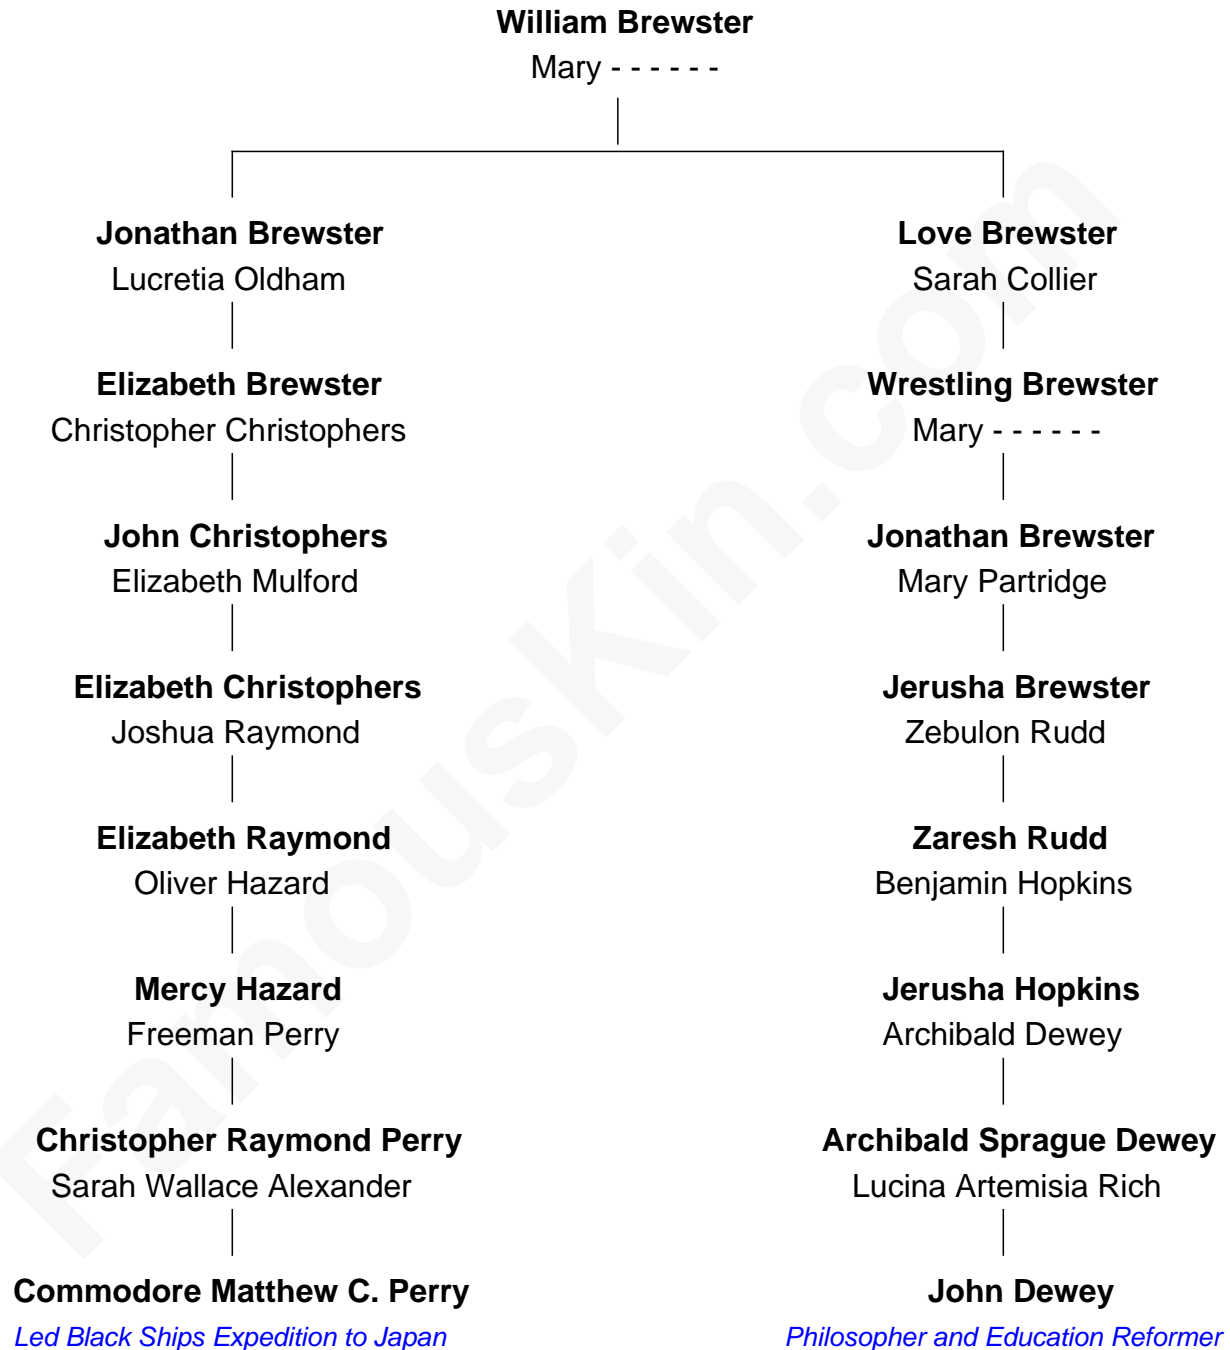 William Brewster
Mary - - - - - -
Jonathan Brewster
Lucretia Oldham
Love Brewster
Sarah Collier
Elizabeth Brewster
Christopher Christophers
Wrestling Brewster
Mary - - - - - -
John Christophers
Elizabeth Mulford
Jonathan Brewster
Mary Partridge
Elizabeth Christophers
Joshua Raymond
Jerusha Brewster
Zebulon Rudd
Elizabeth Raymond
Oliver Hazard
Zaresh Rudd
Benjamin Hopkins
Mercy Hazard
Freeman Perry
Jerusha Hopkins
Archibald Dewey
Christopher Raymond Perry
Sarah Wallace Alexander
Archibald Sprague Dewey
Lucina Artemisia Rich
Commodore Matthew C. Perry
Led Black Ships Expedition to Japan
John Dewey
Philosopher and Education Reformer
FamousKin.com